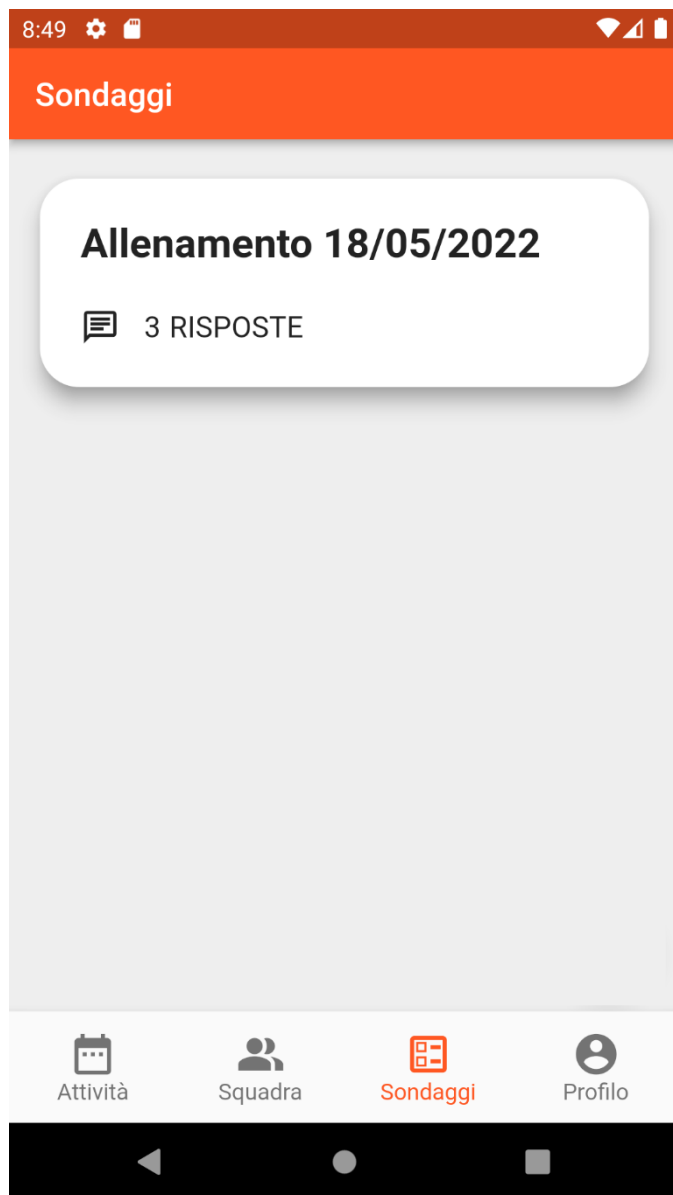 8:49
Sondaggi
Allenamento 18/05/2022
3 RISPOSTE
Attività Squadra Sondaggi Profilo